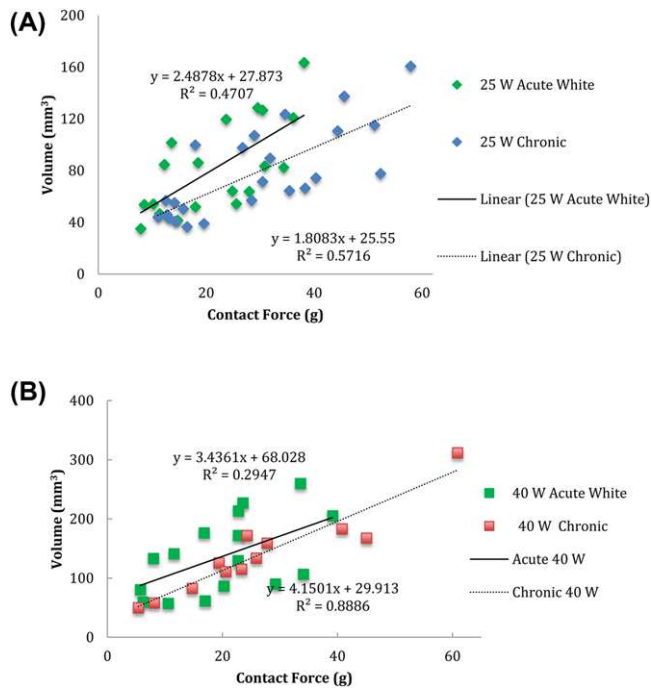 (A)
160
120
80
40
0
Volume (mm³)
y = 2.4878x + 27.873
R² = 0.4707
y = 1.8083x + 25.55
R² = 0.5716
0 20 40 60
Contact Force (g)
25 W Acute White
25 W Chronic
Linear (25 W Acute White)
Linear (25 W Chronic)
(B)
400
300
200
100
0
Volume (mm³)
y = 3.4361x + 68.028
R² = 0.2947
y = 4.1501x + 29.913
R² = 0.8886
0 20 40 60
Contact Force (g)
40 W Acute White
40 W Chronic
Acute 40 W
Chronic 40 W